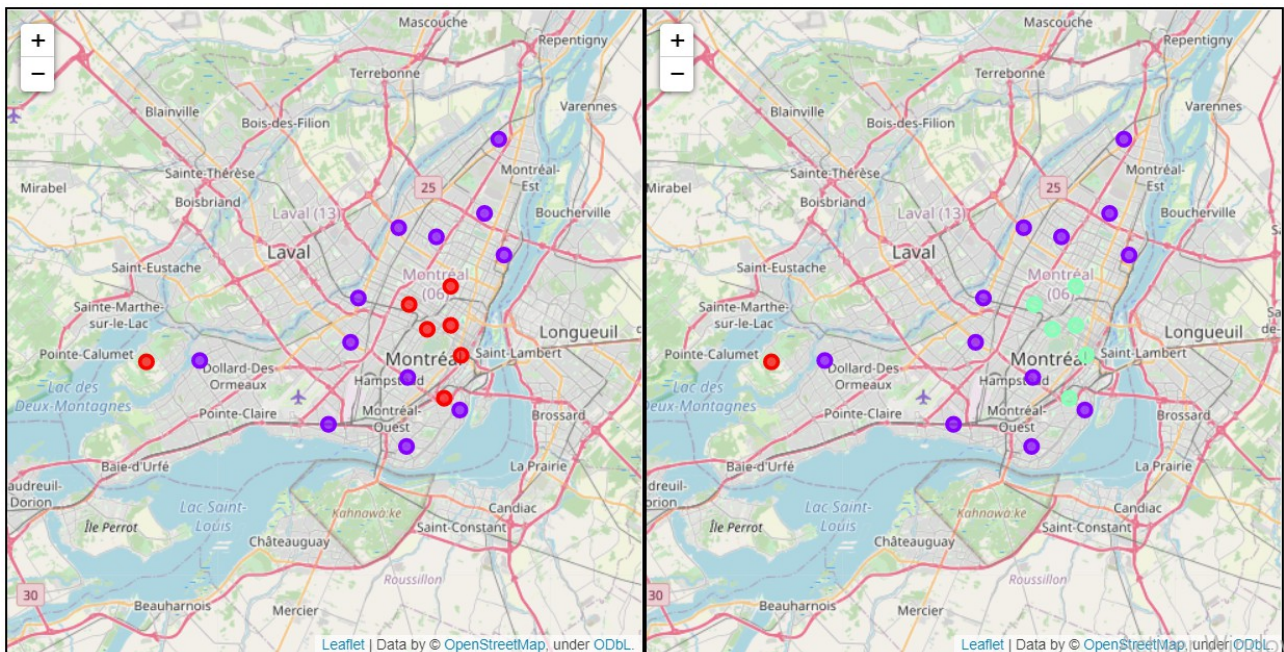 +
−
Mascouche
Repentigny
Terrebonne
Varennes
Blainville
Bois-des-Filion
Sainte-Thérèse
Montréal-
Est
Mirabel
25
Boisbriand
Laval (13)
Boucherville
Laval
Saint-Eustache
Montréal
(06)
Sainte-Marthe-
sur-le-Lac
Longueuil
Pointe-Calumet
Montréal
Saint-Lambert
Dollard-Des
Ormeaux
Lac des
Deux-Montagnes
Hampstead
Pointe-Claire
Montréal-
Ouest
Brossard
Baie-d'Urfé
La Prairie
audreuil-
Dorion
Lac Saint-
Louis
Candiac
Île Perrot
Kahnawà:ke
Saint-Constant
Châteauguay
Roussillon
30
Beauharnois
Mercier
Leaflet | Data by © OpenStreetMap, under ODbL.
+
−
Mascouche
Repentigny
Terrebonne
Varennes
Blainville
Bois-des-Filion
Sainte-Thérèse
Montréal-
Est
Mirabel
25
Boisbriand
Laval (13)
Boucherville
Laval
Saint-Eustache
Montréal
(06)
Sainte-Marthe-
sur-le-Lac
Longueuil
Pointe-Calumet
Montréal
Saint-Lambert
Dollard-Des
Ormeaux
Lac des
Deux-Montagnes
Hampstead
Pointe-Claire
Montréal-
Ouest
Brossard
Baie-d'Urfé
La Prairie
udreuil-
orion
Lac Saint-
Louis
Candiac
Île Perrot
Kahnawà:ke
Saint-Constant
Châteauguay
Roussillon
30
Beauharnois
Mercier
Leaflet | Data by © OpenStreetMap, under ODbL.